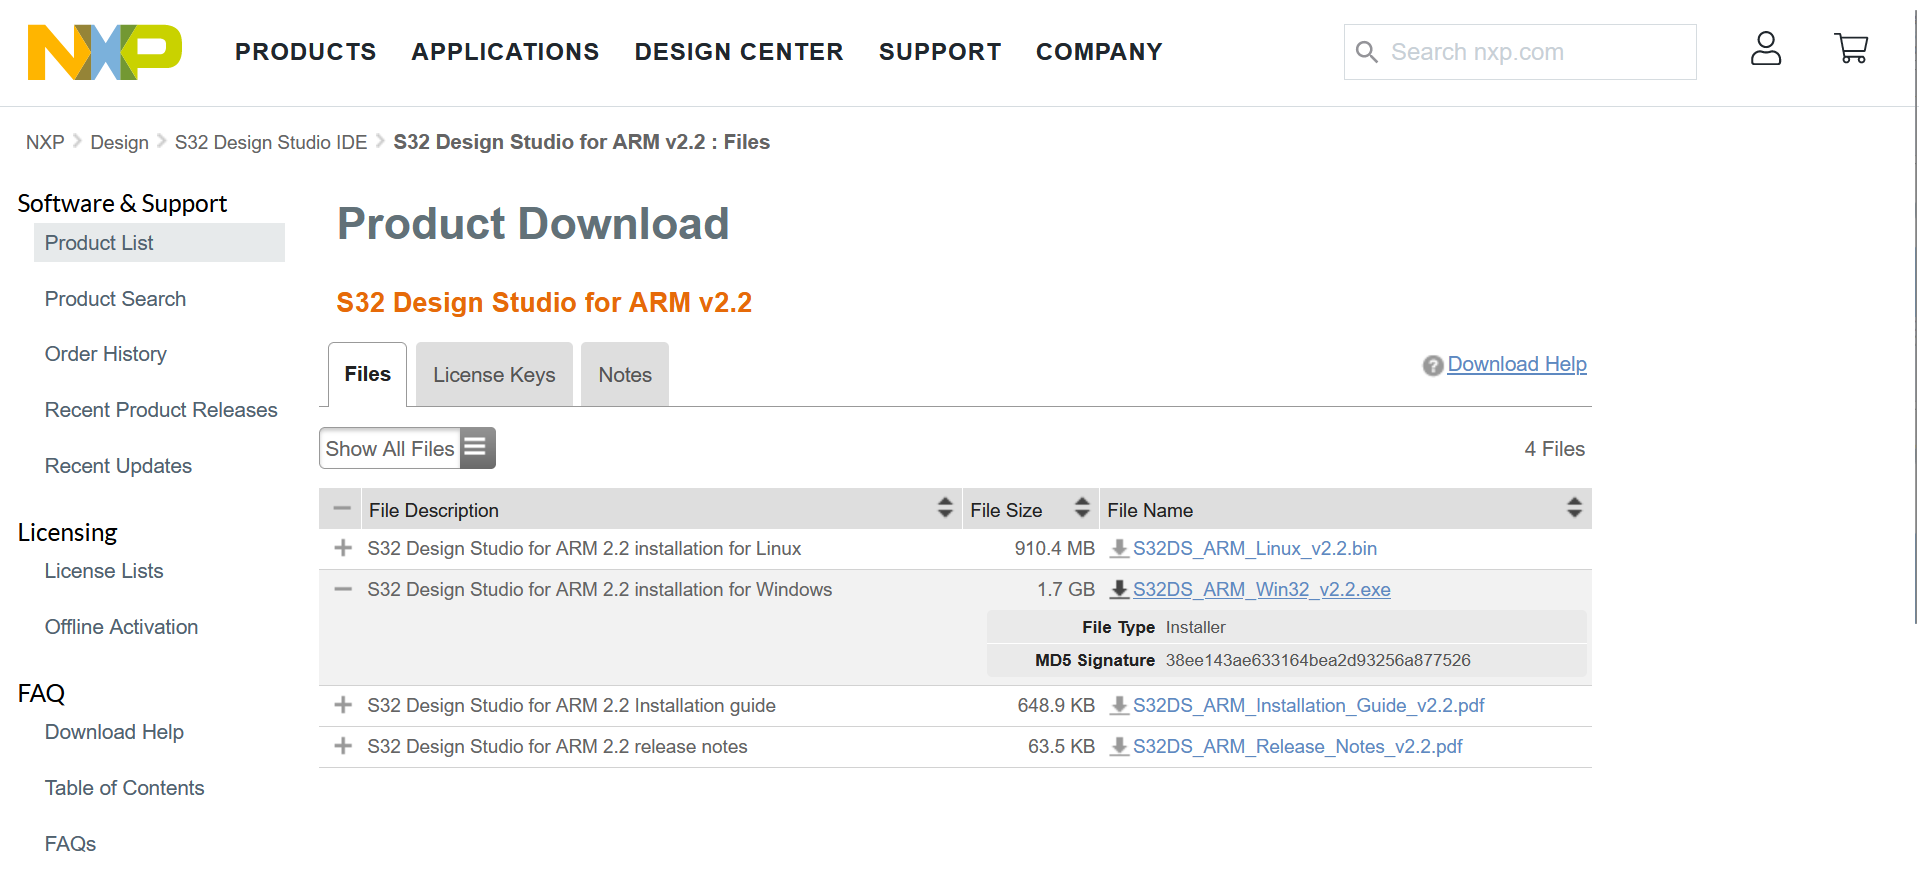 NXP
PRODUCTS APPLICATIONS DESIGN CENTER SUPPORT COMPANY
Search nxp.com
NXP Design S32 Design Studio IDE S32 Design Studio for ARM v2.2 : Files
Software & Support
Product List
Product Search
Order History
Recent Product Releases
Recent Updates
Licensing
License Lists
Offline Activation
FAQ
Download Help
Table of Contents
FAQs
Product Download
S32 Design Studio for ARM v2.2
Files License Keys Notes
? Download Help
Show All Files
4 Files
File Description File Size File Name
S32 Design Studio for ARM 2.2 installation for Linux 910.4 MB S32DS_ARM_Linux_v2.2.bin
S32 Design Studio for ARM 2.2 installation for Windows 1.7 GB S32DS_ARM_Win32_v2.2.exe
File Type Installer
MD5 Signature 38ee143ae633164bea2d93256a877526
S32 Design Studio for ARM 2.2 Installation guide 648.9 KB S32DS_ARM_Installation_Guide_v2.2.pdf
S32 Design Studio for ARM 2.2 release notes 63.5 KB S32DS_ARM_Release_Notes_v2.2.pdf